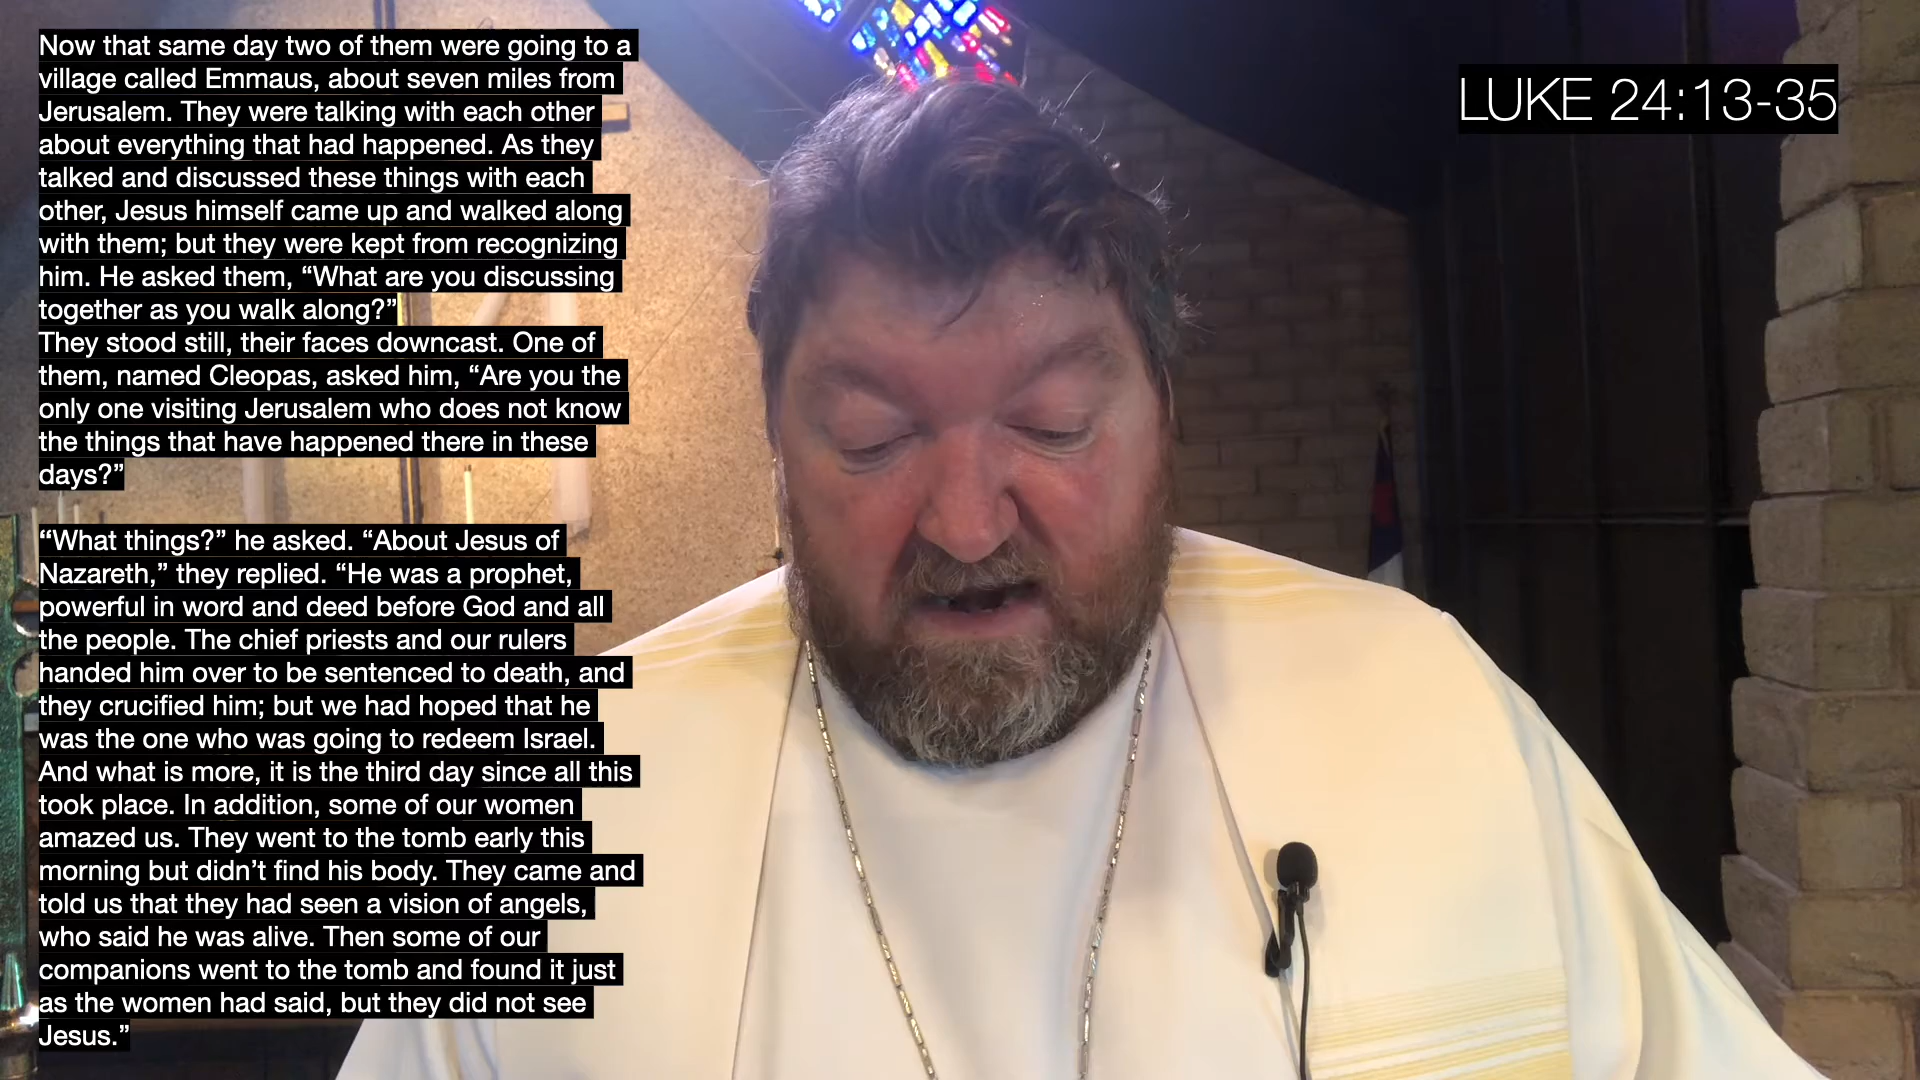 Now that same day two of them were going to a
village called Emmaus, about seven miles from
Jerusalem. They were talking with each other
about everything that had happened. As they
talked and discussed these things with each
other, Jesus himself came up and walked along
with them; but they were kept from recognizing
him. He asked them, “What are you discussing
together as you walk along?”
They stood still, their faces downcast. One of
them, named Cleopas, asked him, “Are you the
only one visiting Jerusalem who does not know
the things that have happened there in these
days?”
“What things?” he asked. “About Jesus of
Nazareth,” they replied. “He was a prophet,
powerful in word and deed before God and all
the people. The chief priests and our rulers
handed him over to be sentenced to death, and
they crucified him; but we had hoped that he
was the one who was going to redeem Israel.
And what is more, it is the third day since all this
took place. In addition, some of our women
amazed us. They went to the tomb early this
morning but didn’t find his body. They came and
told us that they had seen a vision of angels,
who said he was alive. Then some of our
companions went to the tomb and found it just
as the women had said, but they did not see
Jesus.”
LUKE 24:13-35